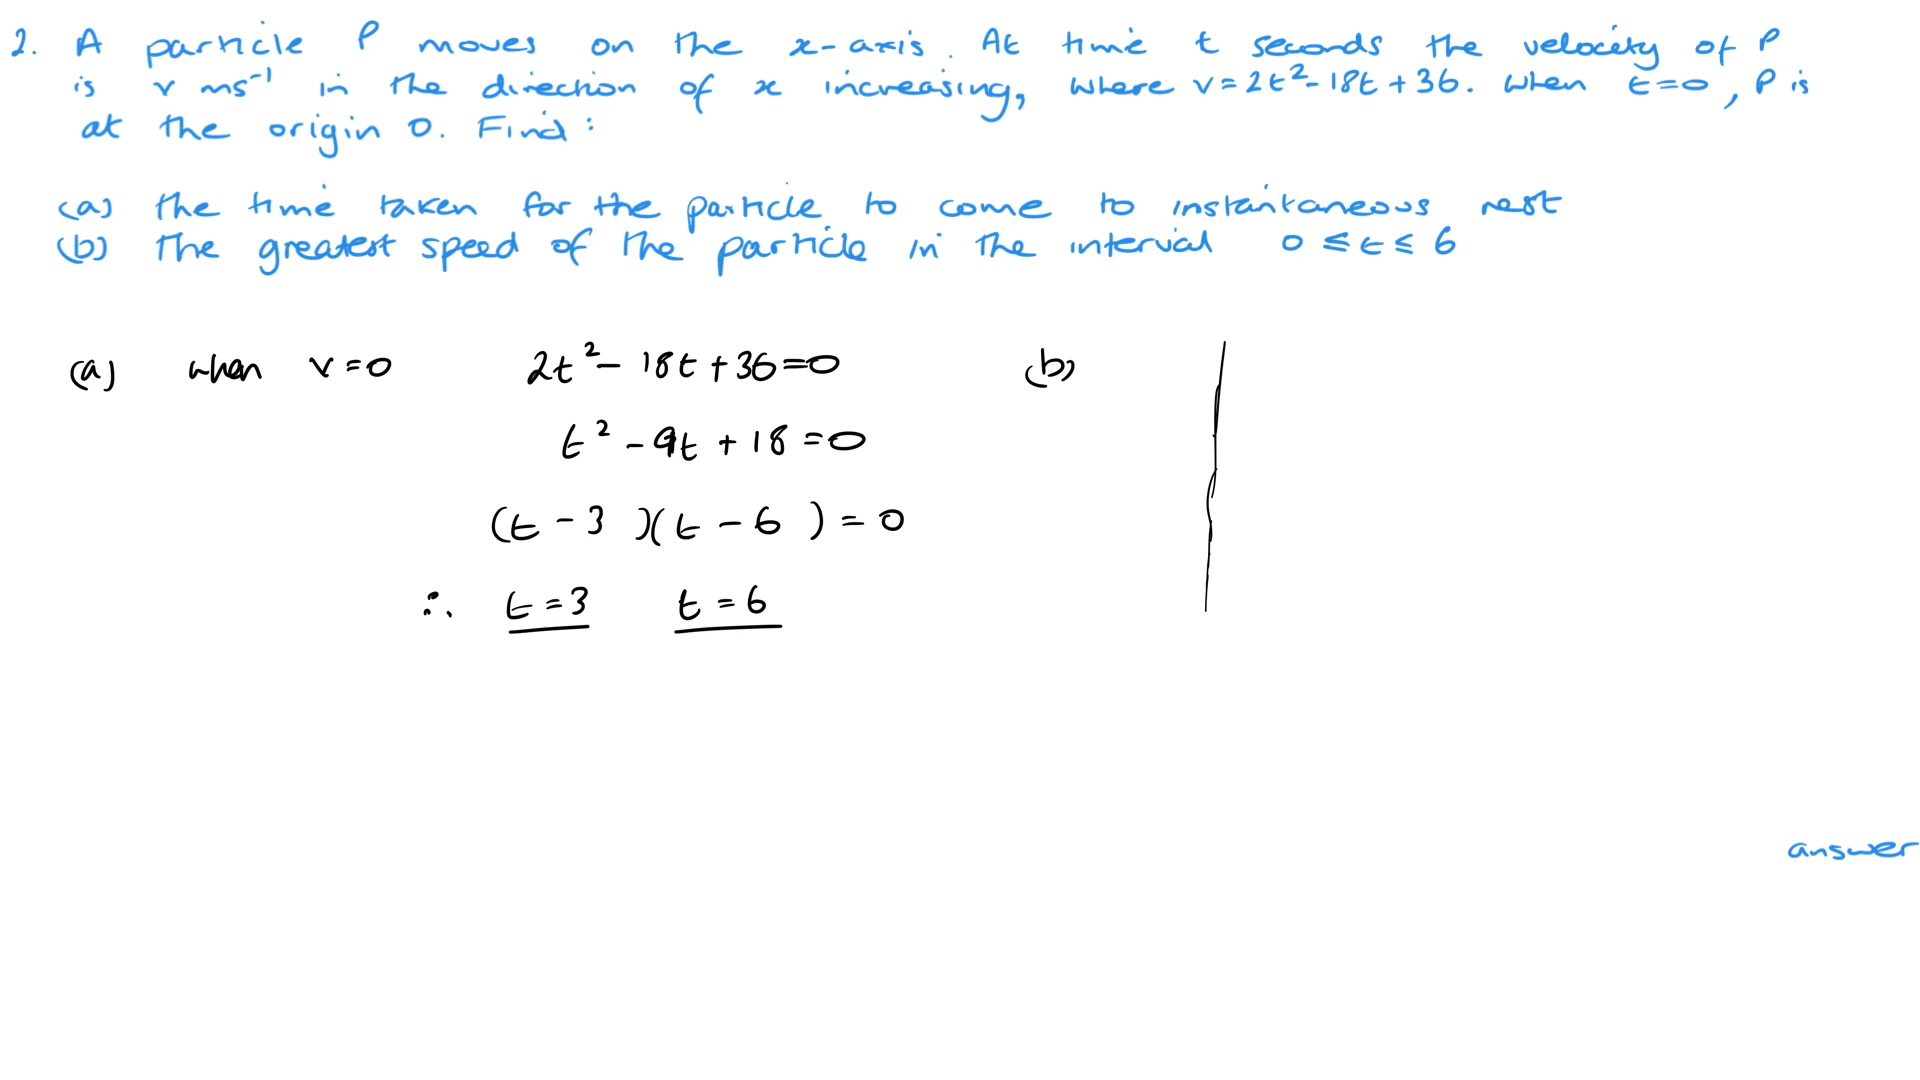 2. A particle P moves on the x-axis. At time t seconds the velocity of P
is v ms⁻¹ in the direction of x increasing, where v = 2t² - 18t + 36. When t=0, P is
at the origin O. Find:
(a) the time taken for the particle to come to instantaneous rest
(b) the greatest speed of the particle in the interval 0 ≤ t ≤ 6
(a) when v=0 2t² - 18t + 36 = 0
t² - 9t + 18 = 0
(t - 3 )(t - 6 ) = 0
∴ t = 3 t = 6
(b)
answer